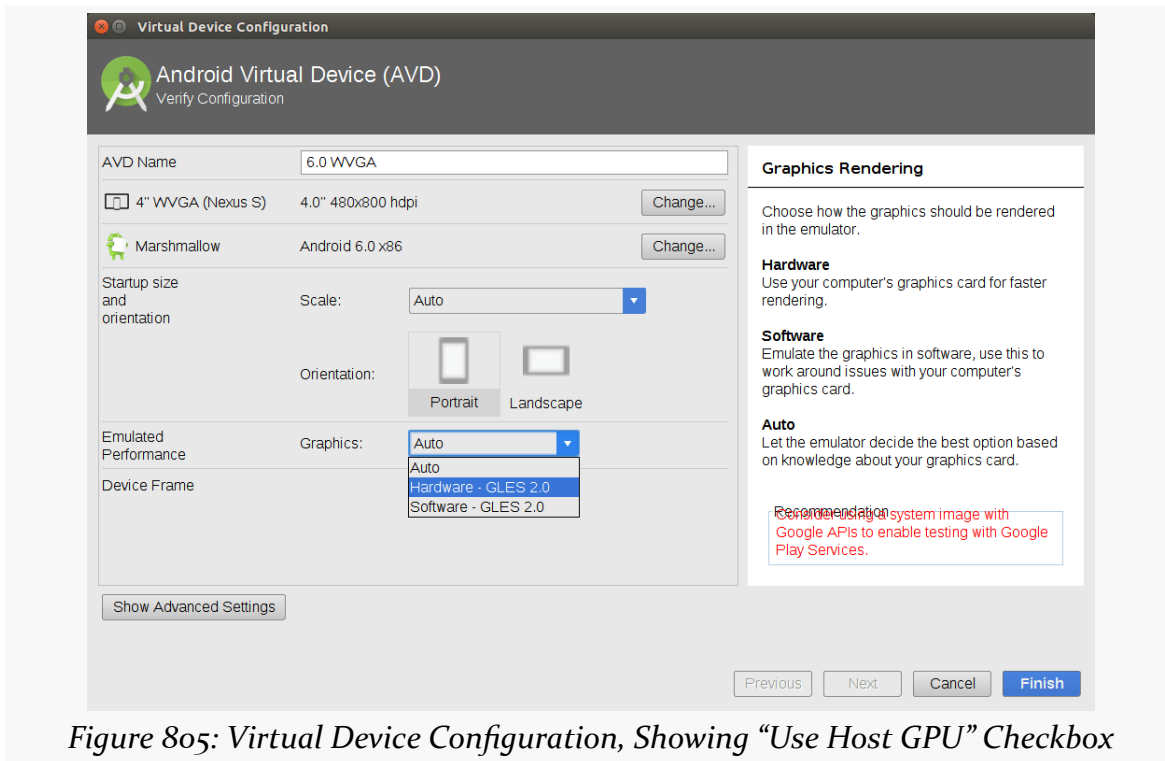 Virtual Device Configuration
Android Virtual Device (AVD)
Verify Configuration
AVD Name
6.0 WVGA
4" WVGA (Nexus S)
4.0" 480x800 hdpi
Change...
Marshmallow
Android 6.0 x86
Change...
Startup size
and
orientation
Scale:
Auto
Orientation:
Portrait
Landscape
Emulated
Performance
Graphics:
Auto
Auto
Hardware - GLES 2.0
Software - GLES 2.0
Device Frame
Show Advanced Settings
Graphics Rendering
Choose how the graphics should be rendered
in the emulator.
Hardware
Use your computer's graphics card for faster
rendering.
Software
Emulate the graphics in software, use this to
work around issues with your computer's
graphics card.
Auto
Let the emulator decide the best option based
on knowledge about your graphics card.
Recommendation
Consider using a system image with
Google APIs to enable testing with Google
Play Services.
Previous
Next
Cancel
Finish
Figure 805: Virtual Device Configuration, Showing “Use Host GPU” Checkbox